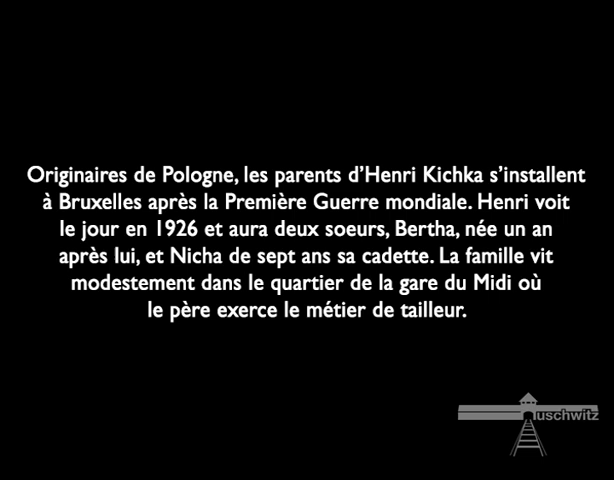 Originaires de Pologne, les parents d'Henri Kichka s'installent
à Bruxelles après la Première Guerre mondiale. Henri voit
le jour en 1926 et aura deux soeurs, Bertha, née un an
après lui, et Nicha de sept ans sa cadette. La famille vit
modestement dans le quartier de la gare du Midi où
le père exerce le métier de tailleur.
uschwitz